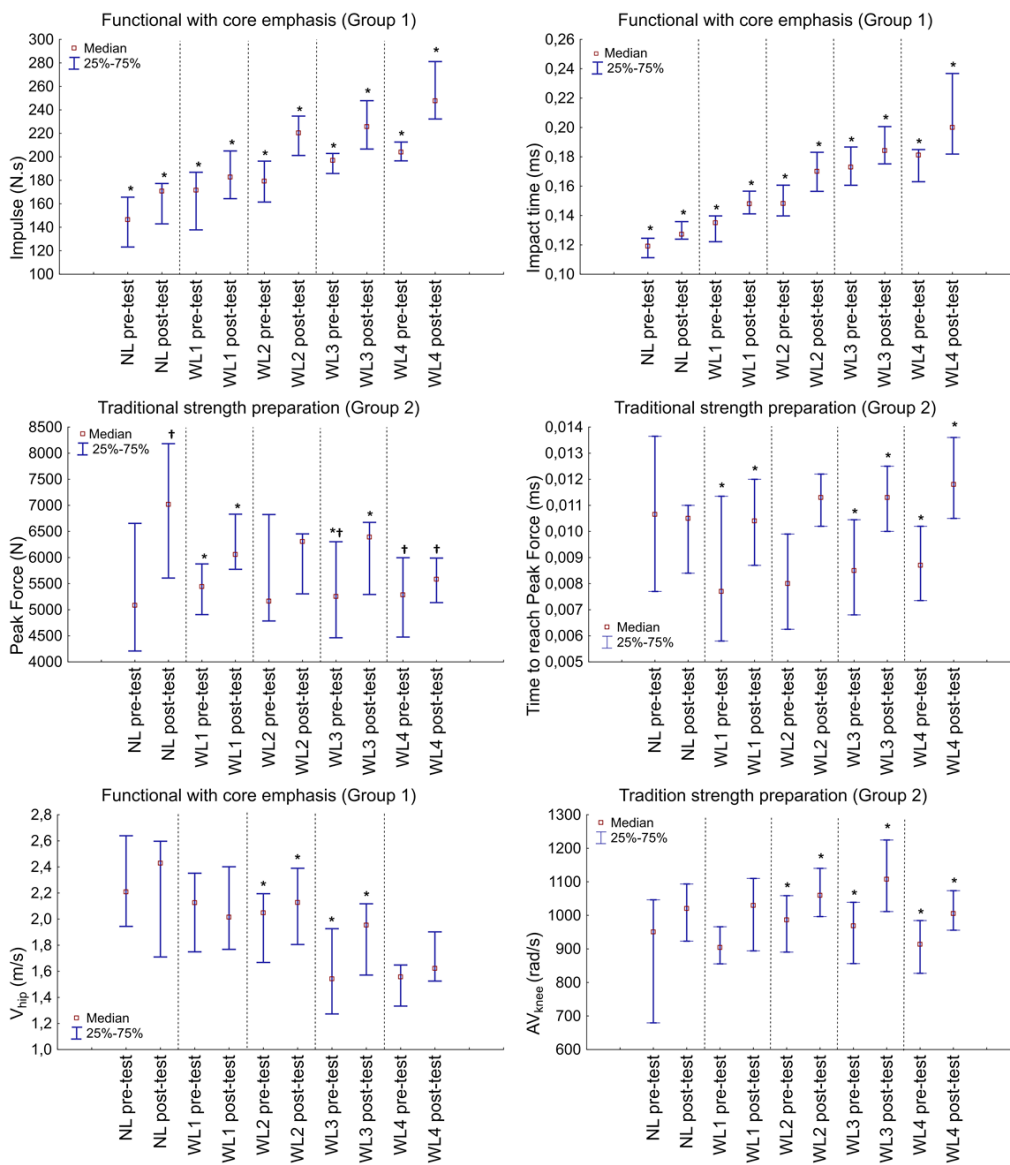 Functional with core emphasis (Group 1)
Impulse (N.s)
300
280
260
240
220
200
180
160
140
120
100
Median
25%-75%
* * * * * * * * * *
NL pre-test
NL post-test
WL1 pre-test
WL1 post-test
WL2 pre-test
WL2 post-test
WL3 pre-test
WL3 post-test
WL4 pre-test
WL4 post-test
Functional with core emphasis (Group 1)
Impact time (ms)
0,26
0,24
0,22
0,20
0,18
0,16
0,14
0,12
0,10
Median
25%-75%
* * * * * * * * * *
NL pre-test
NL post-test
WL1 pre-test
WL1 post-test
WL2 pre-test
WL2 post-test
WL3 pre-test
WL3 post-test
WL4 pre-test
WL4 post-test
Traditional strength preparation (Group 2)
Peak Force (N)
8500
8000
7500
7000
6500
6000
5500
5000
4500
4000
Median
25%-75%
† * * *† * † †
NL pre-test
NL post-test
WL1 pre-test
WL1 post-test
WL2 pre-test
WL2 post-test
WL3 pre-test
WL3 post-test
WL4 pre-test
WL4 post-test
Traditional strength preparation (Group 2)
Time to reach Peak Force (ms)
0,014
0,013
0,012
0,011
0,010
0,009
0,008
0,007
0,006
0,005
Median
25%-75%
* * * * * *
NL pre-test
NL post-test
WL1 pre-test
WL1 post-test
WL2 pre-test
WL2 post-test
WL3 pre-test
WL3 post-test
WL4 pre-test
WL4 post-test
Functional with core emphasis (Group 1)
Vhip (m/s)
2,8
2,6
2,4
2,2
2,0
1,8
1,6
1,4
1,2
1,0
Median
25%-75%
* * * *
NL pre-test
NL post-test
WL1 pre-test
WL1 post-test
WL2 pre-test
WL2 post-test
WL3 pre-test
WL3 post-test
WL4 pre-test
WL4 post-test
Tradition strength preparation (Group 2)
AVknee (rad/s)
1300
1200
1100
1000
900
800
700
600
Median
25%-75%
* * * * * *
NL pre-test
NL post-test
WL1 pre-test
WL1 post-test
WL2 pre-test
WL2 post-test
WL3 pre-test
WL3 post-test
WL4 pre-test
WL4 post-test